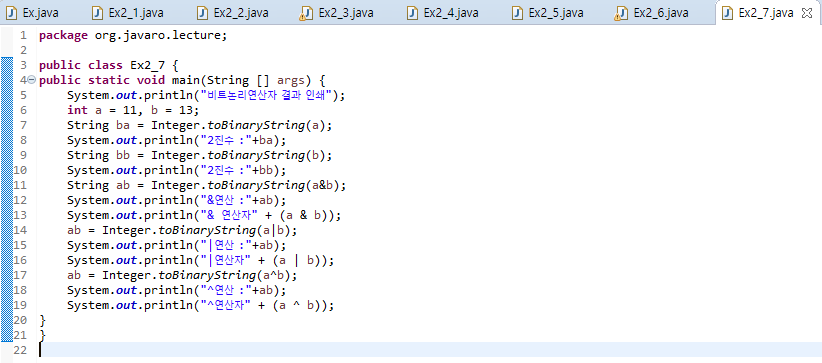 Ex.java Ex2_1.java Ex2_2.java Ex2_3.java Ex2_4.java Ex2_5.java Ex2_6.java Ex2_7.java
1 package org.javaro.lecture;
2
3 public class Ex2_7 {
4 public static void main(String [] args) {
5 System.out.println("비트논리연산자 결과 인쇄");
6 int a = 11, b = 13;
7 String ba = Integer.toBinaryString(a);
8 System.out.println("2진수 :"+ba);
9 String bb = Integer.toBinaryString(b);
10 System.out.println("2진수 :"+bb);
11 String ab = Integer.toBinaryString(a&b);
12 System.out.println("&연산 :"+ab);
13 System.out.println("& 연산자" + (a & b));
14 ab = Integer.toBinaryString(a|b);
15 System.out.println("|연산 :"+ab);
16 System.out.println("|연산자" + (a | b));
17 ab = Integer.toBinaryString(a^b);
18 System.out.println("^연산 :"+ab);
19 System.out.println("^연산자" + (a ^ b));
20 }
21 }
22